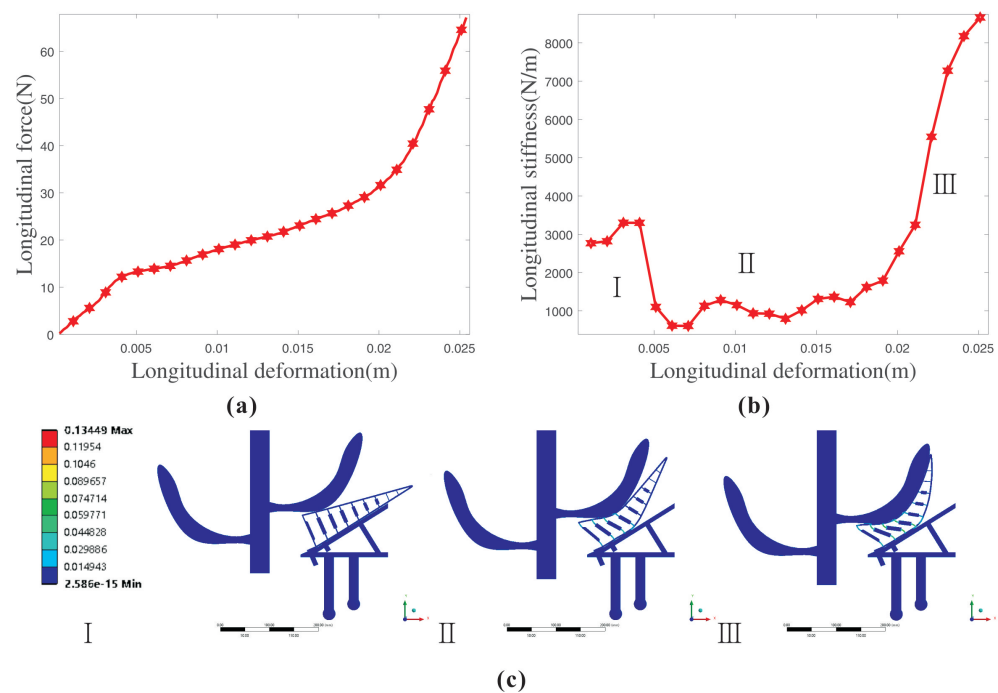 60
50
40
30
20
10
0
Longitudinal force(N)
0.005 0.01 0.015 0.02 0.025
Longitudinal deformation(m)
(a)
8000
7000
6000
5000
4000
3000
2000
1000
Longitudinal stiffness(N/m)
I
II
III
0.005 0.01 0.015 0.02 0.025
Longitudinal deformation(m)
(b)
0.13449 Max
0.11954
0.1046
0.089657
0.074714
0.059771
0.044828
0.029886
0.014943
2.586e-15 Min
I
II
III
(c)